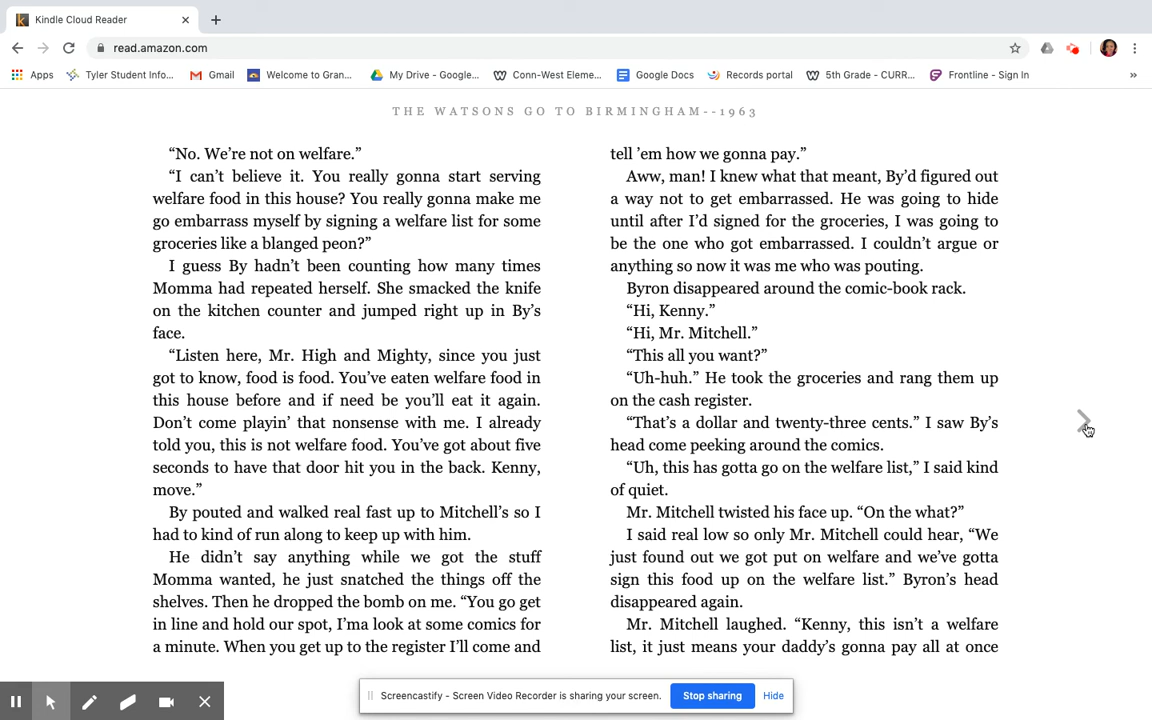 Kindle Cloud Reader
read.amazon.com
Apps
Tyler Student Info...
Gmail
Welcome to Gran...
My Drive - Google...
Conn-West Eleme...
Google Docs
Records portal
5th Grade - CURR...
Frontline - Sign In
»
THE WATSONS GO TO BIRMINGHAM--1963
“No. We’re not on welfare.”
“I can’t believe it. You really gonna start serving
welfare food in this house? You really gonna make me
go embarrass myself by signing a welfare list for some
groceries like a blanged peon?”
I guess By hadn’t been counting how many times
Momma had repeated herself. She smacked the knife
on the kitchen counter and jumped right up in By’s
face.
“Listen here, Mr. High and Mighty, since you just
got to know, food is food. You’ve eaten welfare food in
this house before and if need be you’ll eat it again.
Don’t come playin’ that nonsense with me. I already
told you, this is not welfare food. You’ve got about five
seconds to have that door hit you in the back. Kenny,
move.”
By pouted and walked real fast up to Mitchell’s so I
had to kind of run along to keep up with him.
He didn’t say anything while we got the stuff
Momma wanted, he just snatched the things off the
shelves. Then he dropped the bomb on me. “You go get
in line and hold our spot, I’ma look at some comics for
a minute. When you get up to the register I’ll come and
tell ’em how we gonna pay.”
Aww, man! I knew what that meant, By’d figured out
a way not to get embarrassed. He was going to hide
until after I’d signed for the groceries, I was going to
be the one who got embarrassed. I couldn’t argue or
anything so now it was me who was pouting.
Byron disappeared around the comic-book rack.
“Hi, Kenny.”
“Hi, Mr. Mitchell.”
“This all you want?”
“Uh-huh.” He took the groceries and rang them up
on the cash register.
“That’s a dollar and twenty-three cents.” I saw By’s
head come peeking around the comics.
“Uh, this has gotta go on the welfare list,” I said kind
of quiet.
Mr. Mitchell twisted his face up. “On the what?”
I said real low so only Mr. Mitchell could hear, “We
just found out we got put on welfare and we’ve gotta
sign this food up on the welfare list.” Byron’s head
disappeared again.
Mr. Mitchell laughed. “Kenny, this isn’t a welfare
list, it just means your daddy’s gonna pay all at once
Screencastify - Screen Video Recorder is sharing your screen.
Stop sharing
Hide